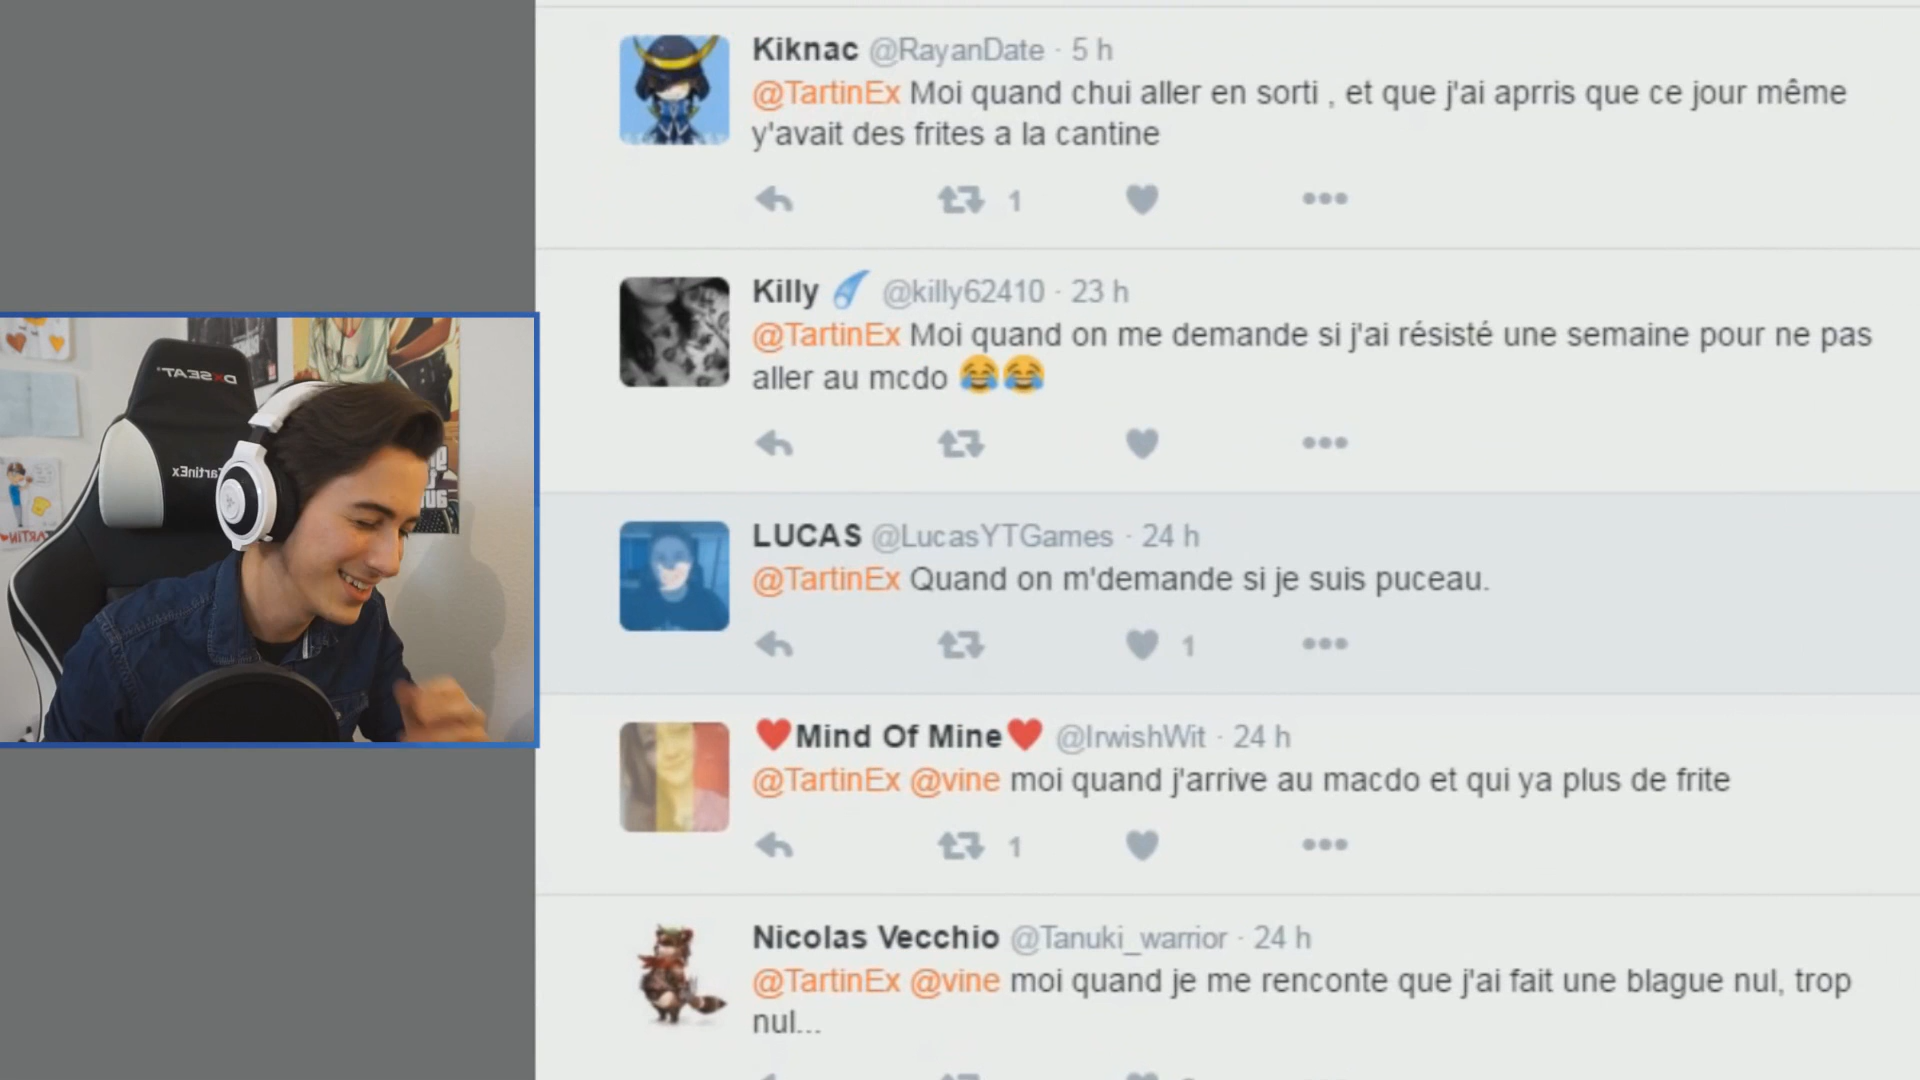 Kiknac @RayanDate · 5 h
@TartinEx Moi quand chui aller en sorti , et que j'ai aprris que ce jour même
y'avait des frites a la cantine
1
Killy @killy62410 · 23 h
@TartinEx Moi quand on me demande si j'ai résisté une semaine pour ne pas
aller au mcdo 😂😂
LUCAS @LucasYTGames · 24 h
@TartinEx Quand on m'demande si je suis puceau.
1
❤Mind Of Mine❤ @IrwishWit · 24 h
@TartinEx @vine moi quand j'arrive au macdo et qui ya plus de frite
1
Nicolas Vecchio @Tanuki_warrior · 24 h
@TartinEx @vine moi quand je me renconte que j'ai fait une blague nul, trop
nul...
DXSEAT
TartinEx